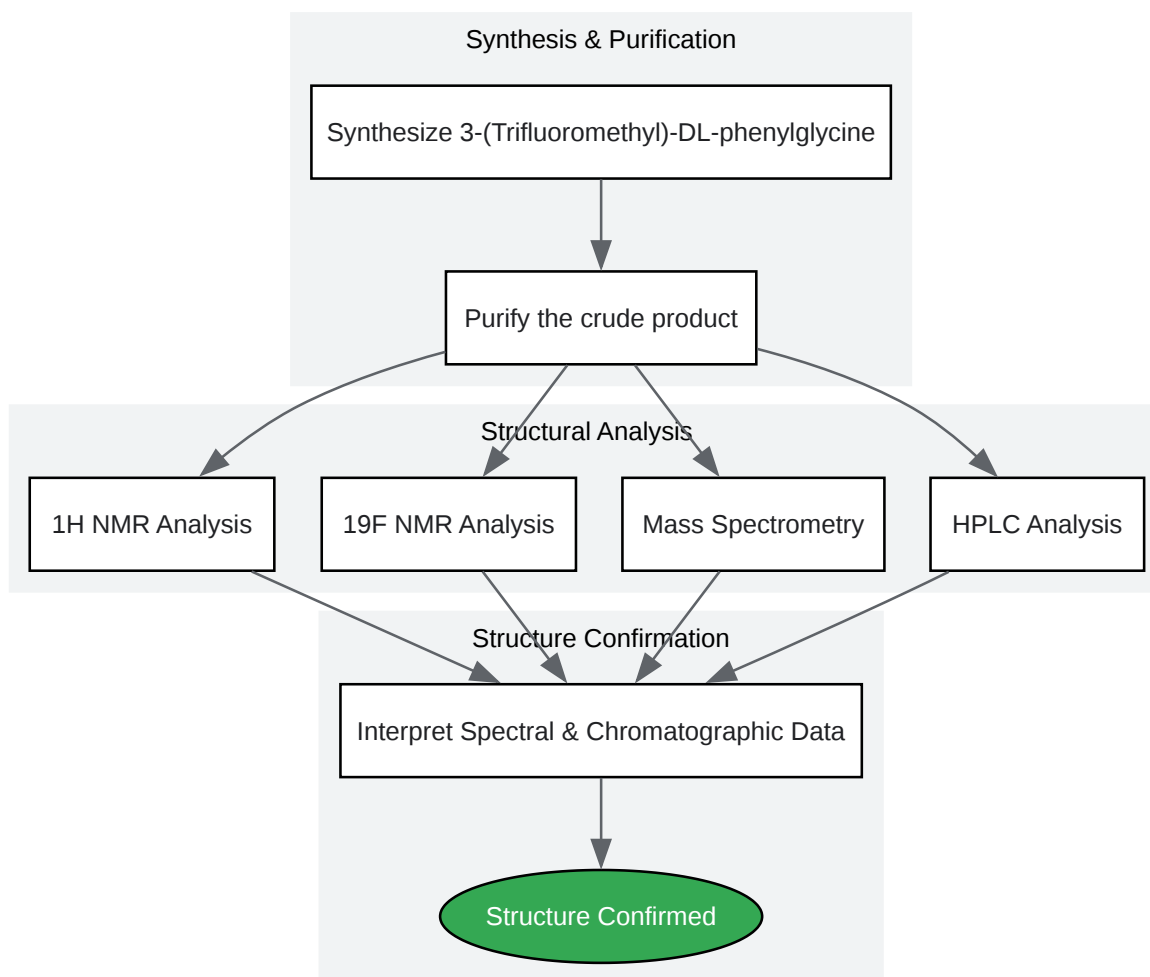 Synthesis & Purification
Synthesize 3-(Trifluoromethyl)-DL-phenylglycine
Purify the crude product
Structural Analysis
1H NMR Analysis
19F NMR Analysis
Mass Spectrometry
HPLC Analysis
Structure Confirmation
Interpret Spectral & Chromatographic Data
Structure Confirmed